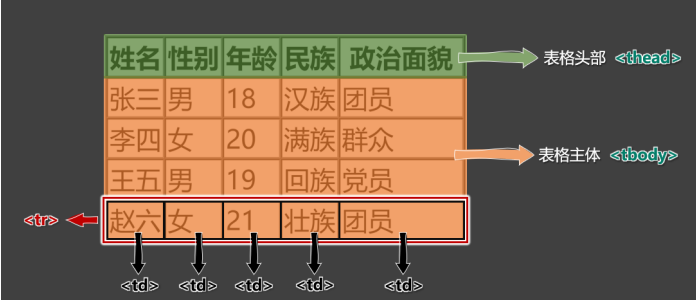 姓名 性别 年龄 民族 政治面貌
表格头部 <thead>
张三 男 18 汉族 团员
李四 女 20 满族 群众
表格主体 <tbody>
王五 男 19 回族 党员
<tr> 赵六 女 21 壮族 团员
<td> <td> <td> <td> <td>